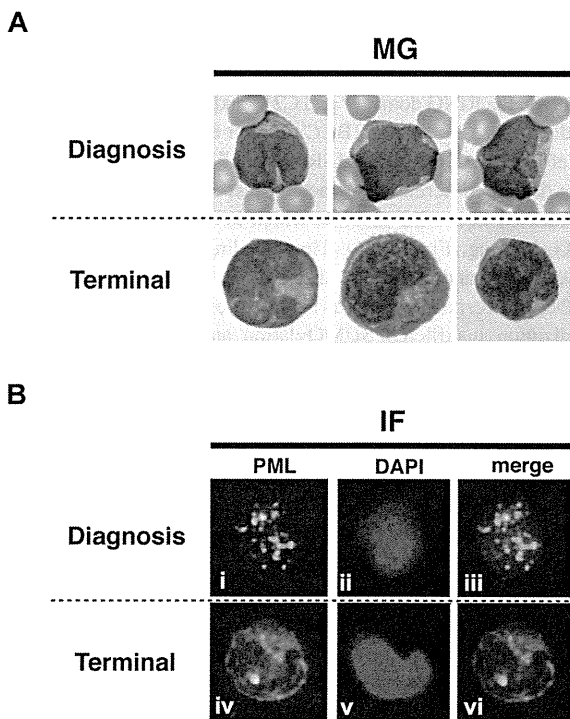 A
MG
Diagnosis
Terminal
B
IF
PML DAPI merge
Diagnosis
i ii iii
Terminal
iv v vi